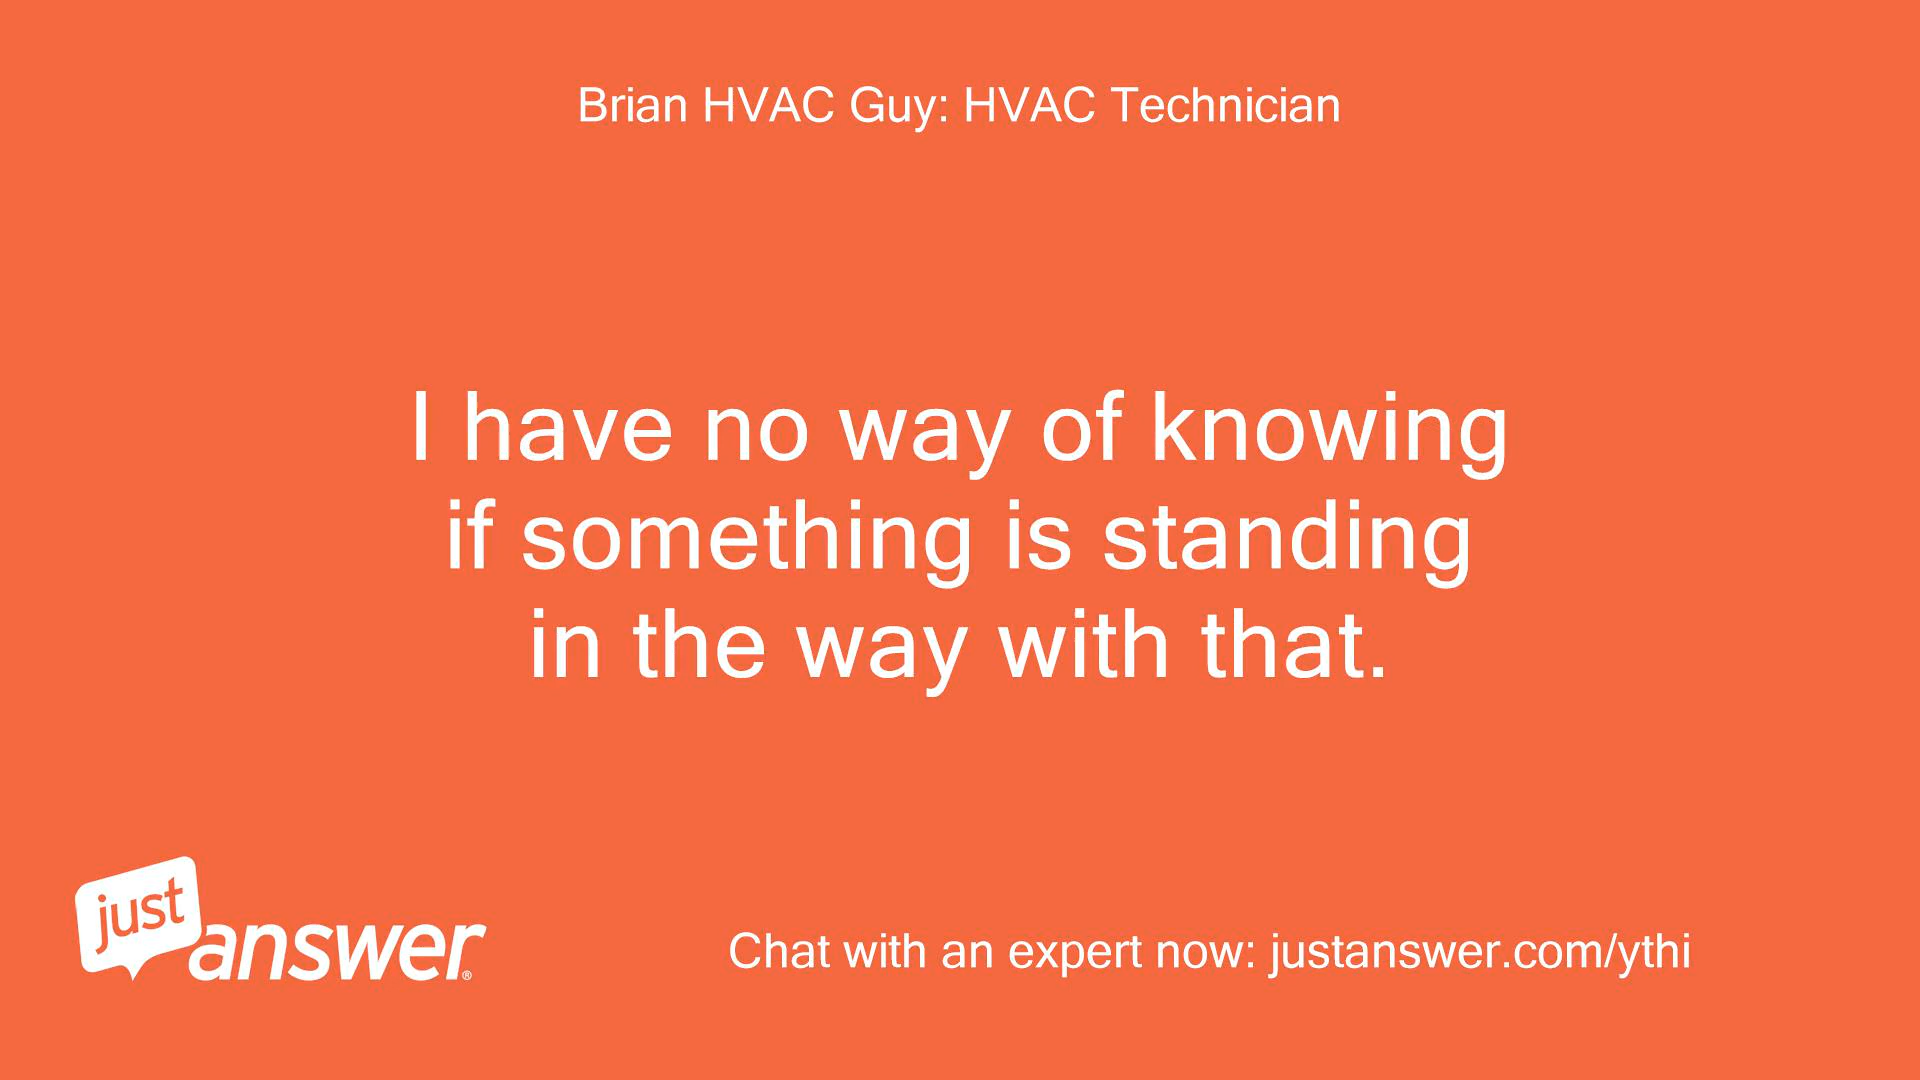 Brian HVAC Guy: HVAC Technician
I have no way of knowing
if something is standing
in the way with that.
just
answer®
Chat with an expert now: justanswer.com/ythi